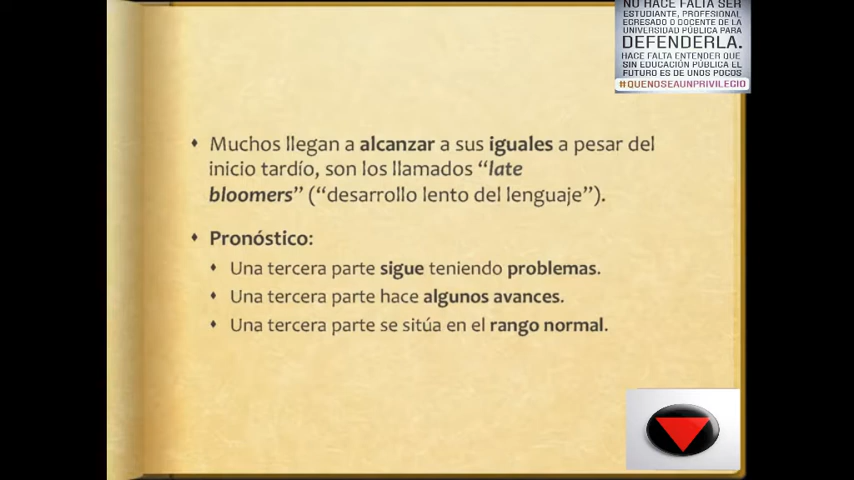 NO HACE FALTA SER
ESTUDIANTE, PROFESIONAL
EGRESADO O DOCENTE DE LA
UNIVERSIDAD PÚBLICA PARA
DEFENDERLA.
HACE FALTA ENTENDER QUE
SIN EDUCACIÓN PÚBLICA EL
FUTURO ES DE UNOS POCOS
#QUENOSEAUNPRIVILEGIO
Muchos llegan a alcanzar a sus iguales a pesar del
inicio tardío, son los llamados “late
bloomers” (“desarrollo lento del lenguaje”).
Pronóstico:
Una tercera parte sigue teniendo problemas.
Una tercera parte hace algunos avances.
Una tercera parte se sitúa en el rango normal.